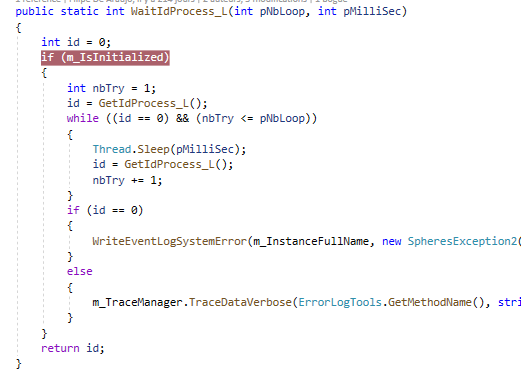 public static int WaitIdProcess_L(int pNbLoop, int pMilliSec)
{
int id = 0;
if (m_IsInitialized)
{
int nbTry = 1;
id = GetIdProcess_L();
while ((id == 0) && (nbTry <= pNbLoop))
{
Thread.Sleep(pMilliSec);
id = GetIdProcess_L();
nbTry += 1;
}
if (id == 0)
{
WriteEventLogSystemError(m_InstanceFullName, new SpheresException2(
}
else
{
m_TraceManager.TraceDataVerbose(ErrorLogTools.GetMethodName(), stri
}
}
return id;
}